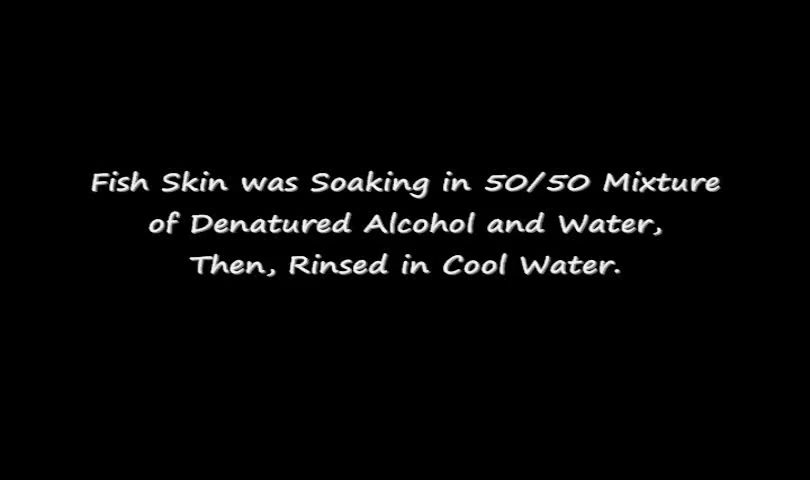 Fish Skin was Soaking in 50/50 Mixture
of Denatured Alcohol and Water,
Then, Rinsed in Cool Water.